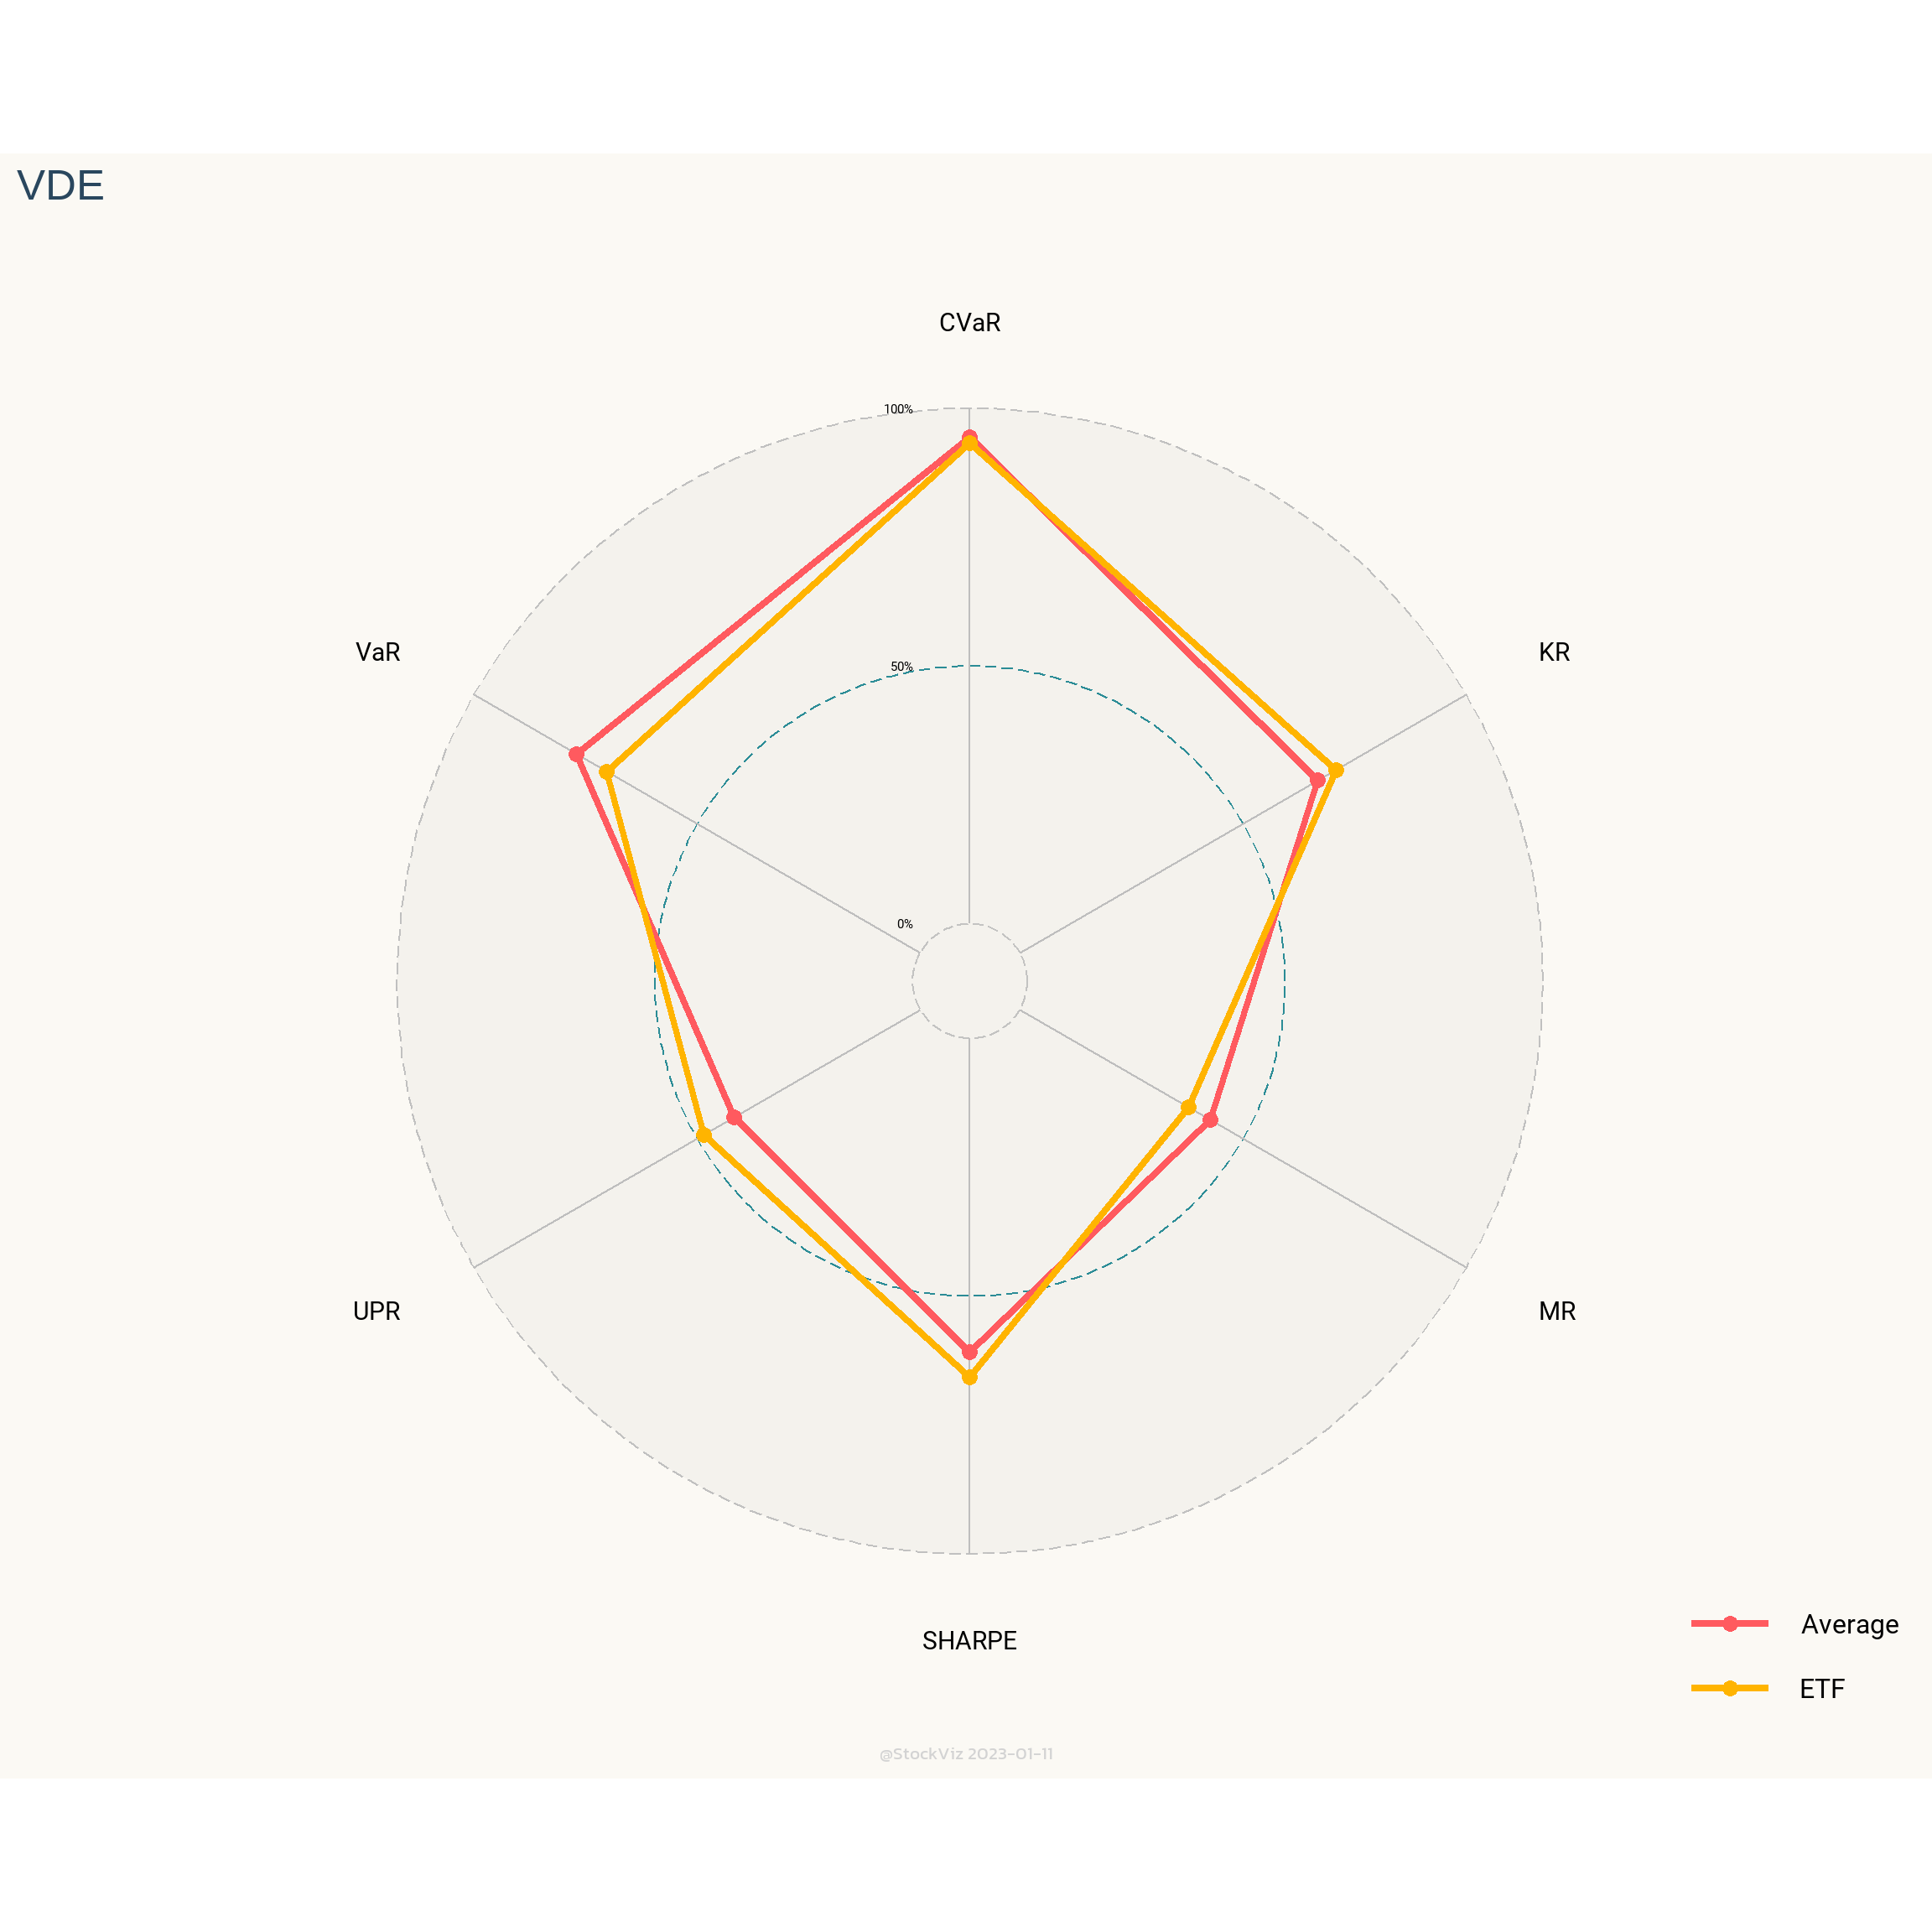 VDE
CVaR
100%
VaR
KR
50%
0%
UPR
MR
SHARPE
Average
ETF
@StockViz 2023-01-11